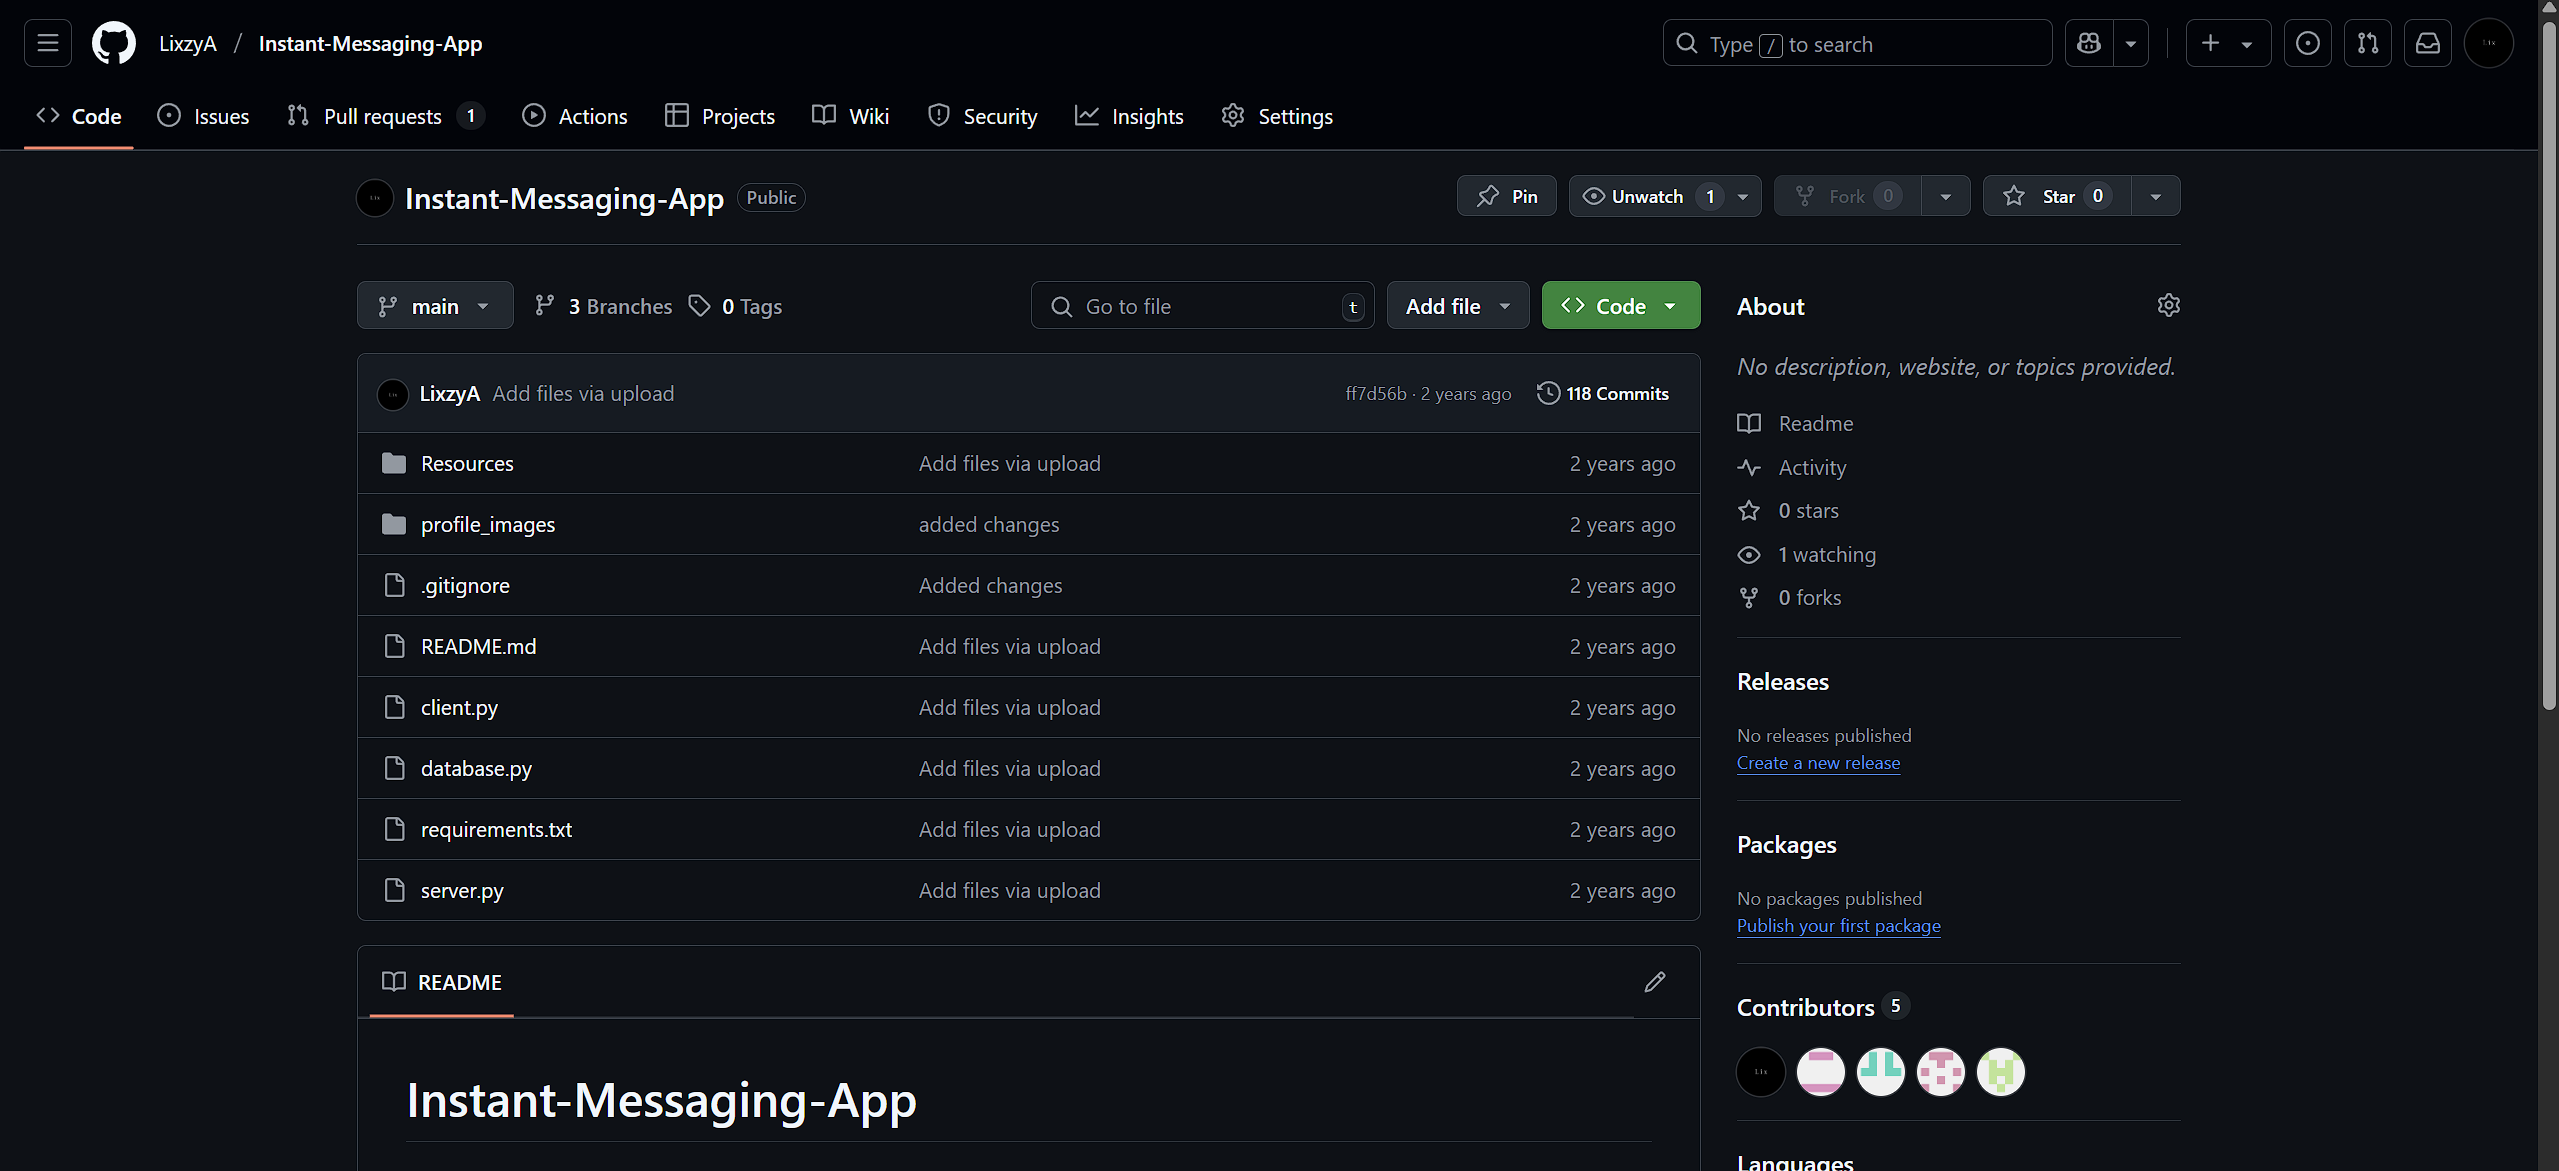 LixzyA / Instant-Messaging-App
Type / to search
Code Issues Pull requests 1 Actions Projects Wiki Security Insights Settings
Instant-Messaging-App Public
Pin Unwatch 1 Fork 0 Star 0
main 3 Branches 0 Tags Go to file t Add file Code
LixzyA Add files via upload ff7d56b · 2 years ago 118 Commits
Resources Add files via upload 2 years ago
profile_images added changes 2 years ago
.gitignore Added changes 2 years ago
README.md Add files via upload 2 years ago
client.py Add files via upload 2 years ago
database.py Add files via upload 2 years ago
requirements.txt Add files via upload 2 years ago
server.py Add files via upload 2 years ago
README
Instant-Messaging-App
About
No description, website, or topics provided.
Readme
Activity
0 stars
1 watching
0 forks
Releases
No releases published
Create a new release
Packages
No packages published
Publish your first package
Contributors 5
Languages